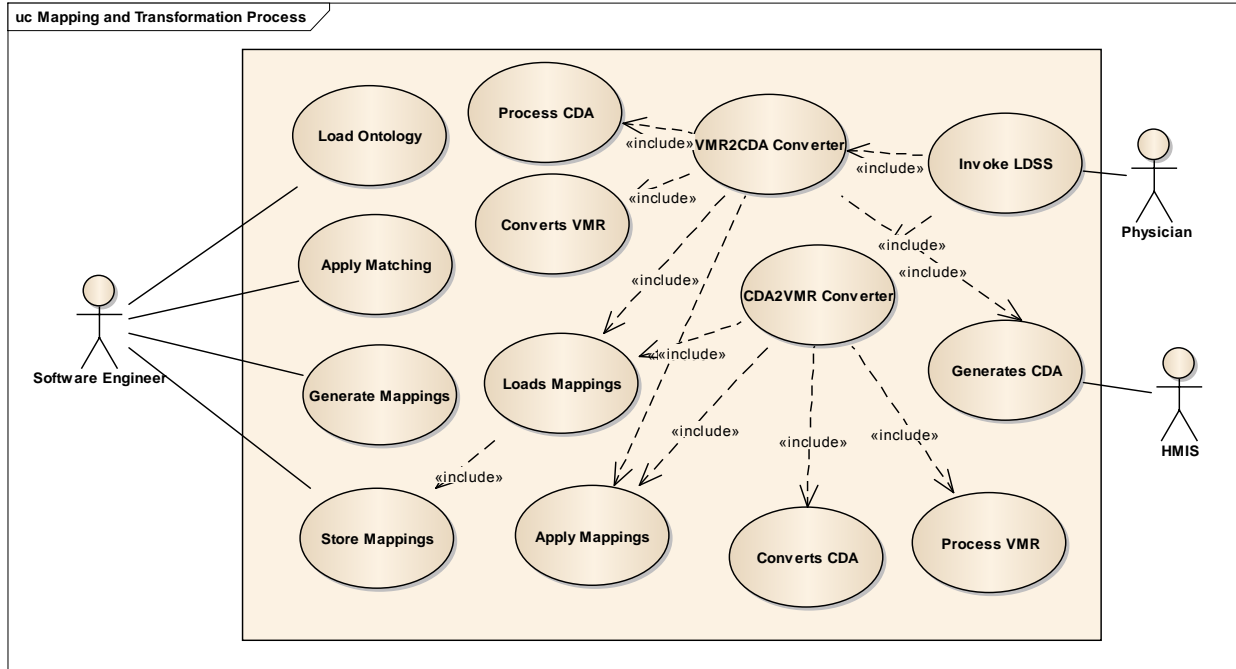 uc Mapping and Transformation Process
Load Ontology
Process CDA
VMR2CDA Converter
Invoke LDSS
«include»
«include»
Physician
Converts VMR
«include»
Apply Matching
«include»
«include»
«include»
CDA2VMR Converter
Software Engineer
Generate Mappings
Loads Mappings
«include»
Generates CDA
HMIS
«include»
«include»
«include»
«include»
Store Mappings
Apply Mappings
Converts CDA
Process VMR